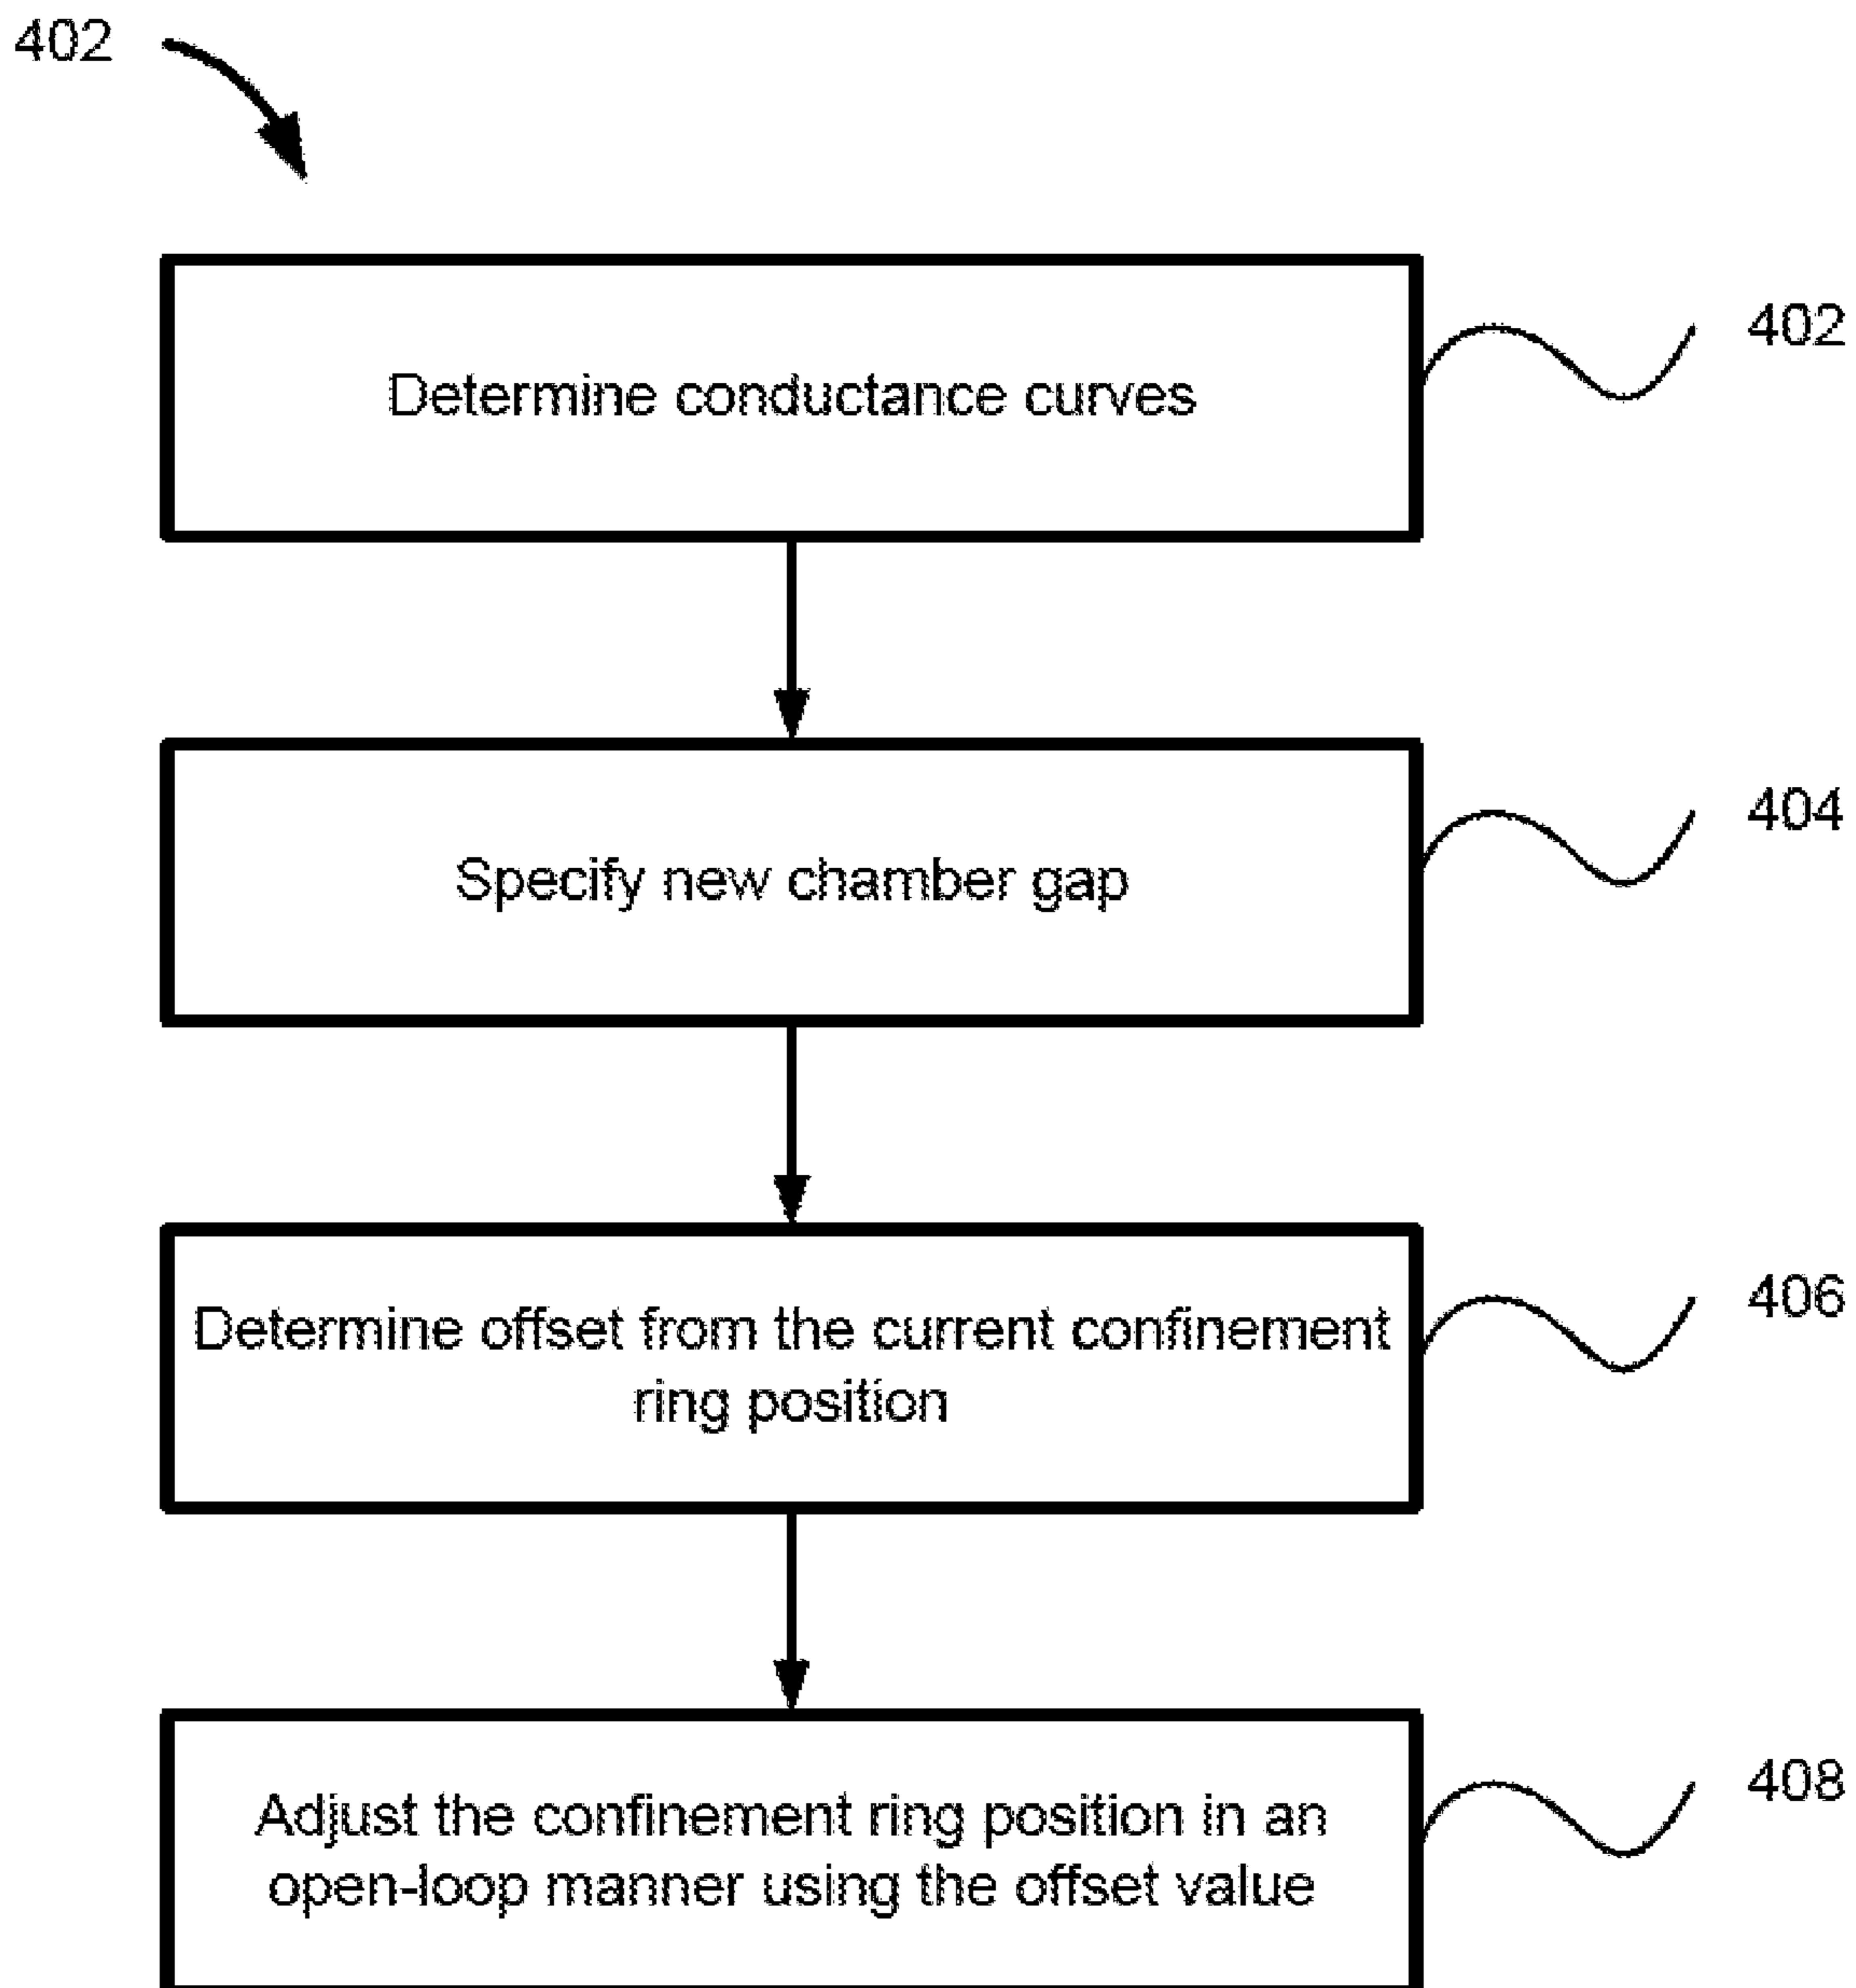 402
Determine conductance curves
402
Specify new chamber gap
404
Determine offset from the current confinement
ring position
406
Adjust the confinement ring position in an
open-loop manner using the offset value
408